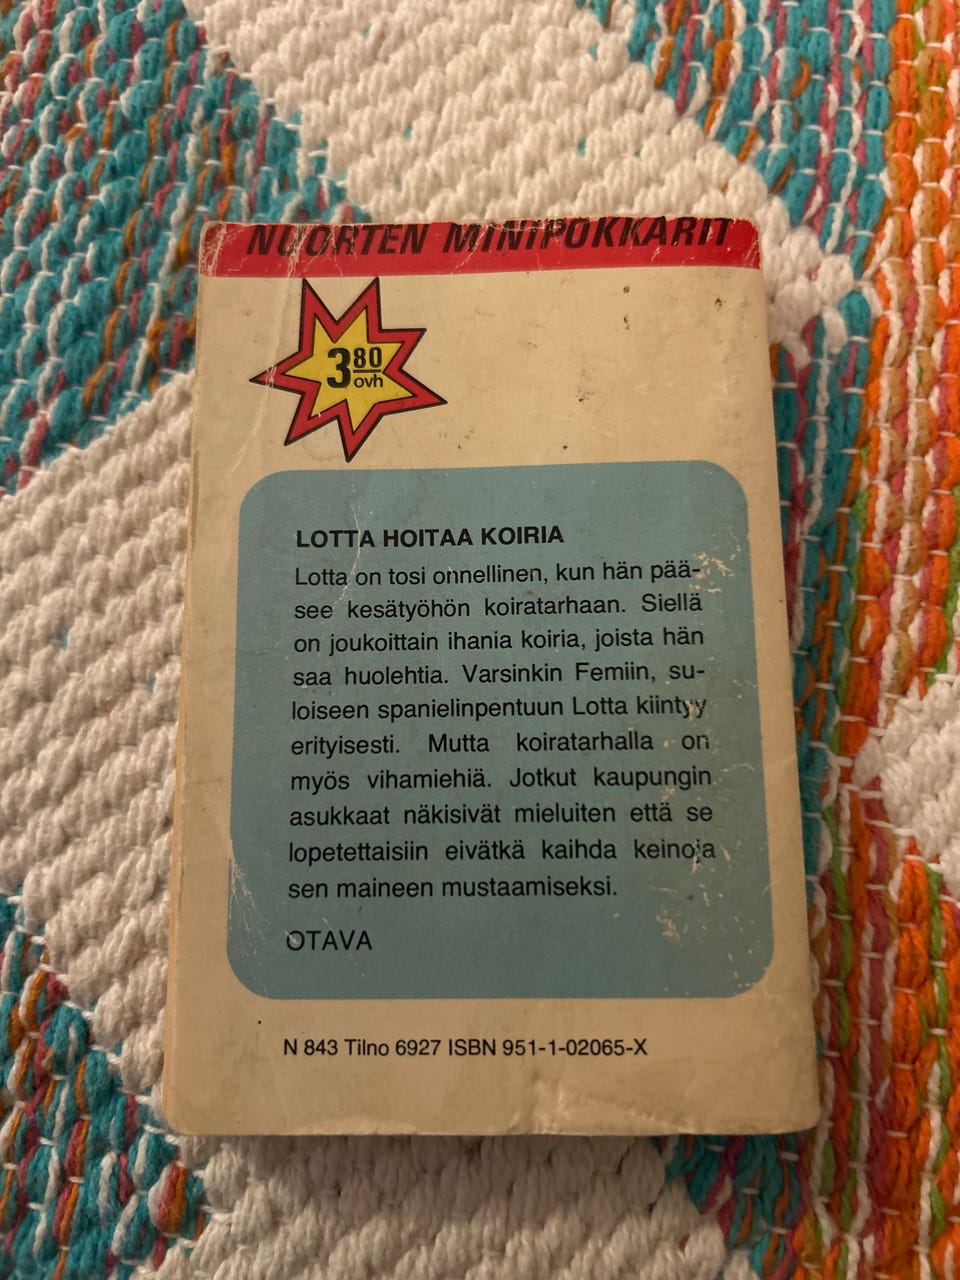 NUORTEN MINIPOKKARIT
3 80
ovh
LOTTA HOITAA KOIRIA
Lotta on tosi onnellinen, kun hän pää-
see kesätyöhön koiratarhaan. Siellä
on joukoittain ihania koiria, joista hän
saa huolehtia. Varsinkin Femiin, su-
loiseen spanielinpentuun Lotta kiintyy
erityisesti. Mutta koiratarhalla on
myös vihamiehiä. Jotkut kaupungin
asukkaat näkisivät mieluiten että se
lopetettaisiin eivätkä kaihda keinoja
sen maineen mustaamiseksi.
OTAVA
N 843 Tilno 6927 ISBN 951-1-02065-X